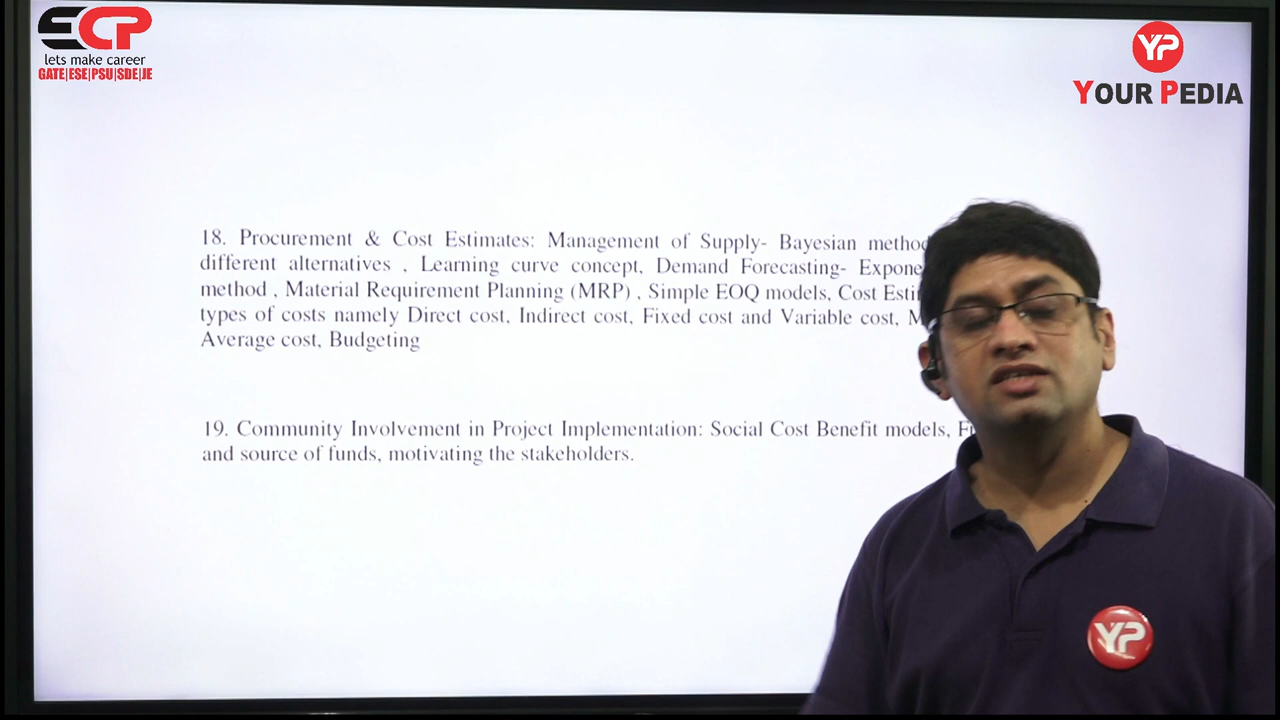 ECP
lets make career
GATE|ESE|PSU|SDE|JE
YP
YOUR PEDIA
18. Procurement & Cost Estimates: Management of Supply- Bayesian
different alternatives , Learning curve concept, Demand Forecasting-
method , Material Requirement Planning (MRP) , Simple EOQ models, Cost
types of costs namely Direct cost, Indirect cost, Fixed cost and Variable cost,
Average cost, Budgeting
19. Community Involvement in Project Implementation: Social Cost Benefit models,
and source of funds, motivating the stakeholders.
YP